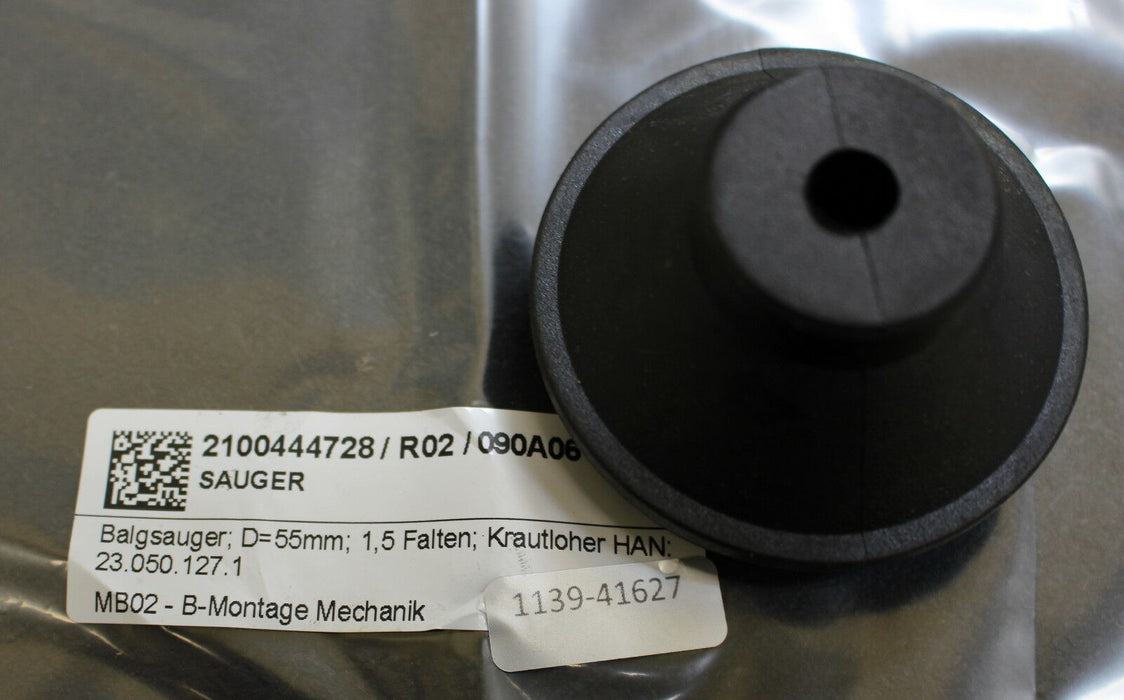 2100444728 / R02 / 090A06
SAUGER
Balgsauger; D=55mm; 1,5 Falten; Krautloher HAN:
23.050.127.1
MB02 - B-Montage Mechanik
1139-41627